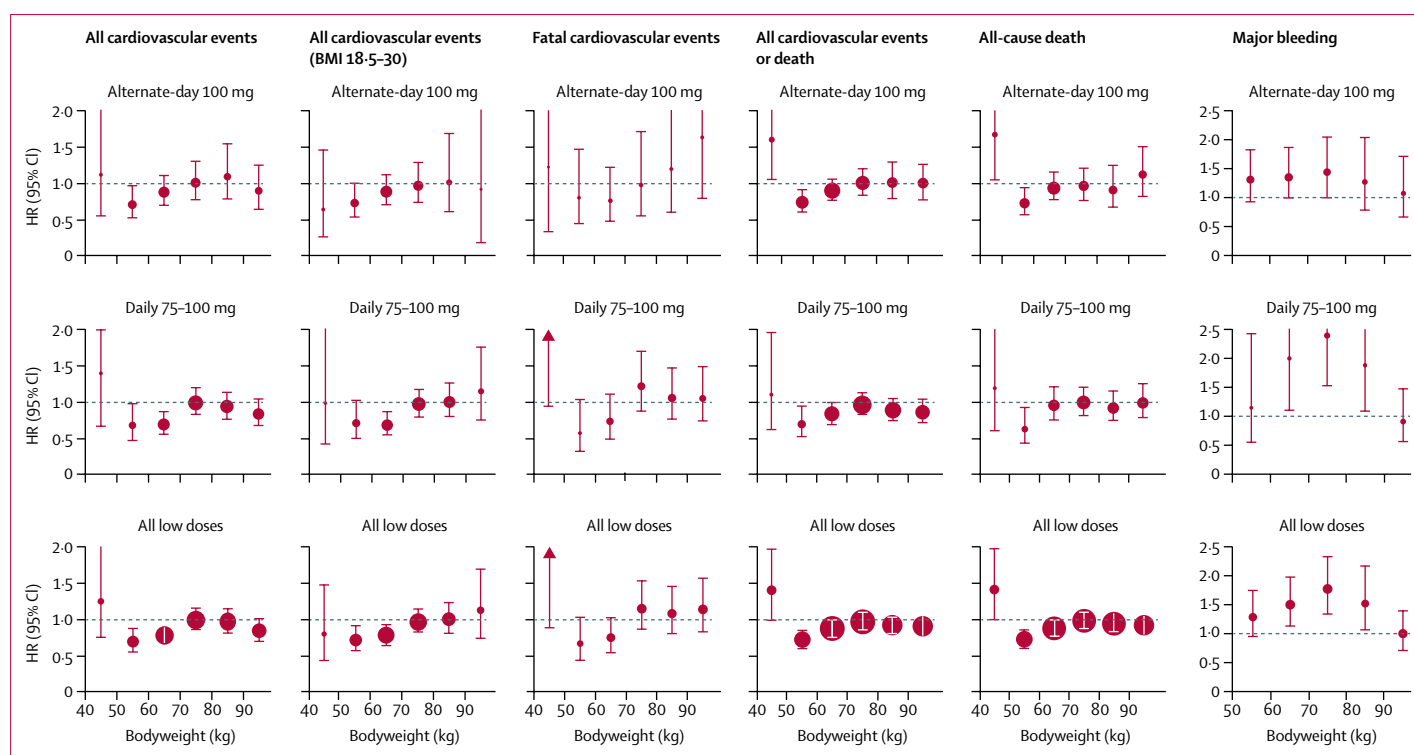 All cardiovascular events
All cardiovascular events
(BMI 18·5–30)
Fatal cardiovascular events
All cardiovascular events
or death
All-cause death
Major bleeding
Alternate-day 100 mg
Alternate-day 100 mg
Alternate-day 100 mg
Alternate-day 100 mg
Alternate-day 100 mg
Alternate-day 100 mg
HR (95% CI)
2·0
1·5
1·0
0·5
0
2·5
2·0
1·5
1·0
0·5
0
Daily 75–100 mg
Daily 75–100 mg
Daily 75–100 mg
Daily 75–100 mg
Daily 75–100 mg
Daily 75–100 mg
HR (95% CI)
2·0
1·5
1·0
0·5
0
2·5
2·0
1·5
1·0
0·5
0
All low doses
All low doses
All low doses
All low doses
All low doses
All low doses
HR (95% CI)
2·0
1·5
1·0
0·5
0
2·5
2·0
1·5
1·0
0·5
0
40 50 60 70 80 90
40 50 60 70 80 90
40 50 60 70 80 90
40 50 60 70 80 90
40 50 60 70 80 90
50 60 70 80 90
Bodyweight (kg)
Bodyweight (kg)
Bodyweight (kg)
Bodyweight (kg)
Bodyweight (kg)
Bodyweight (kg)